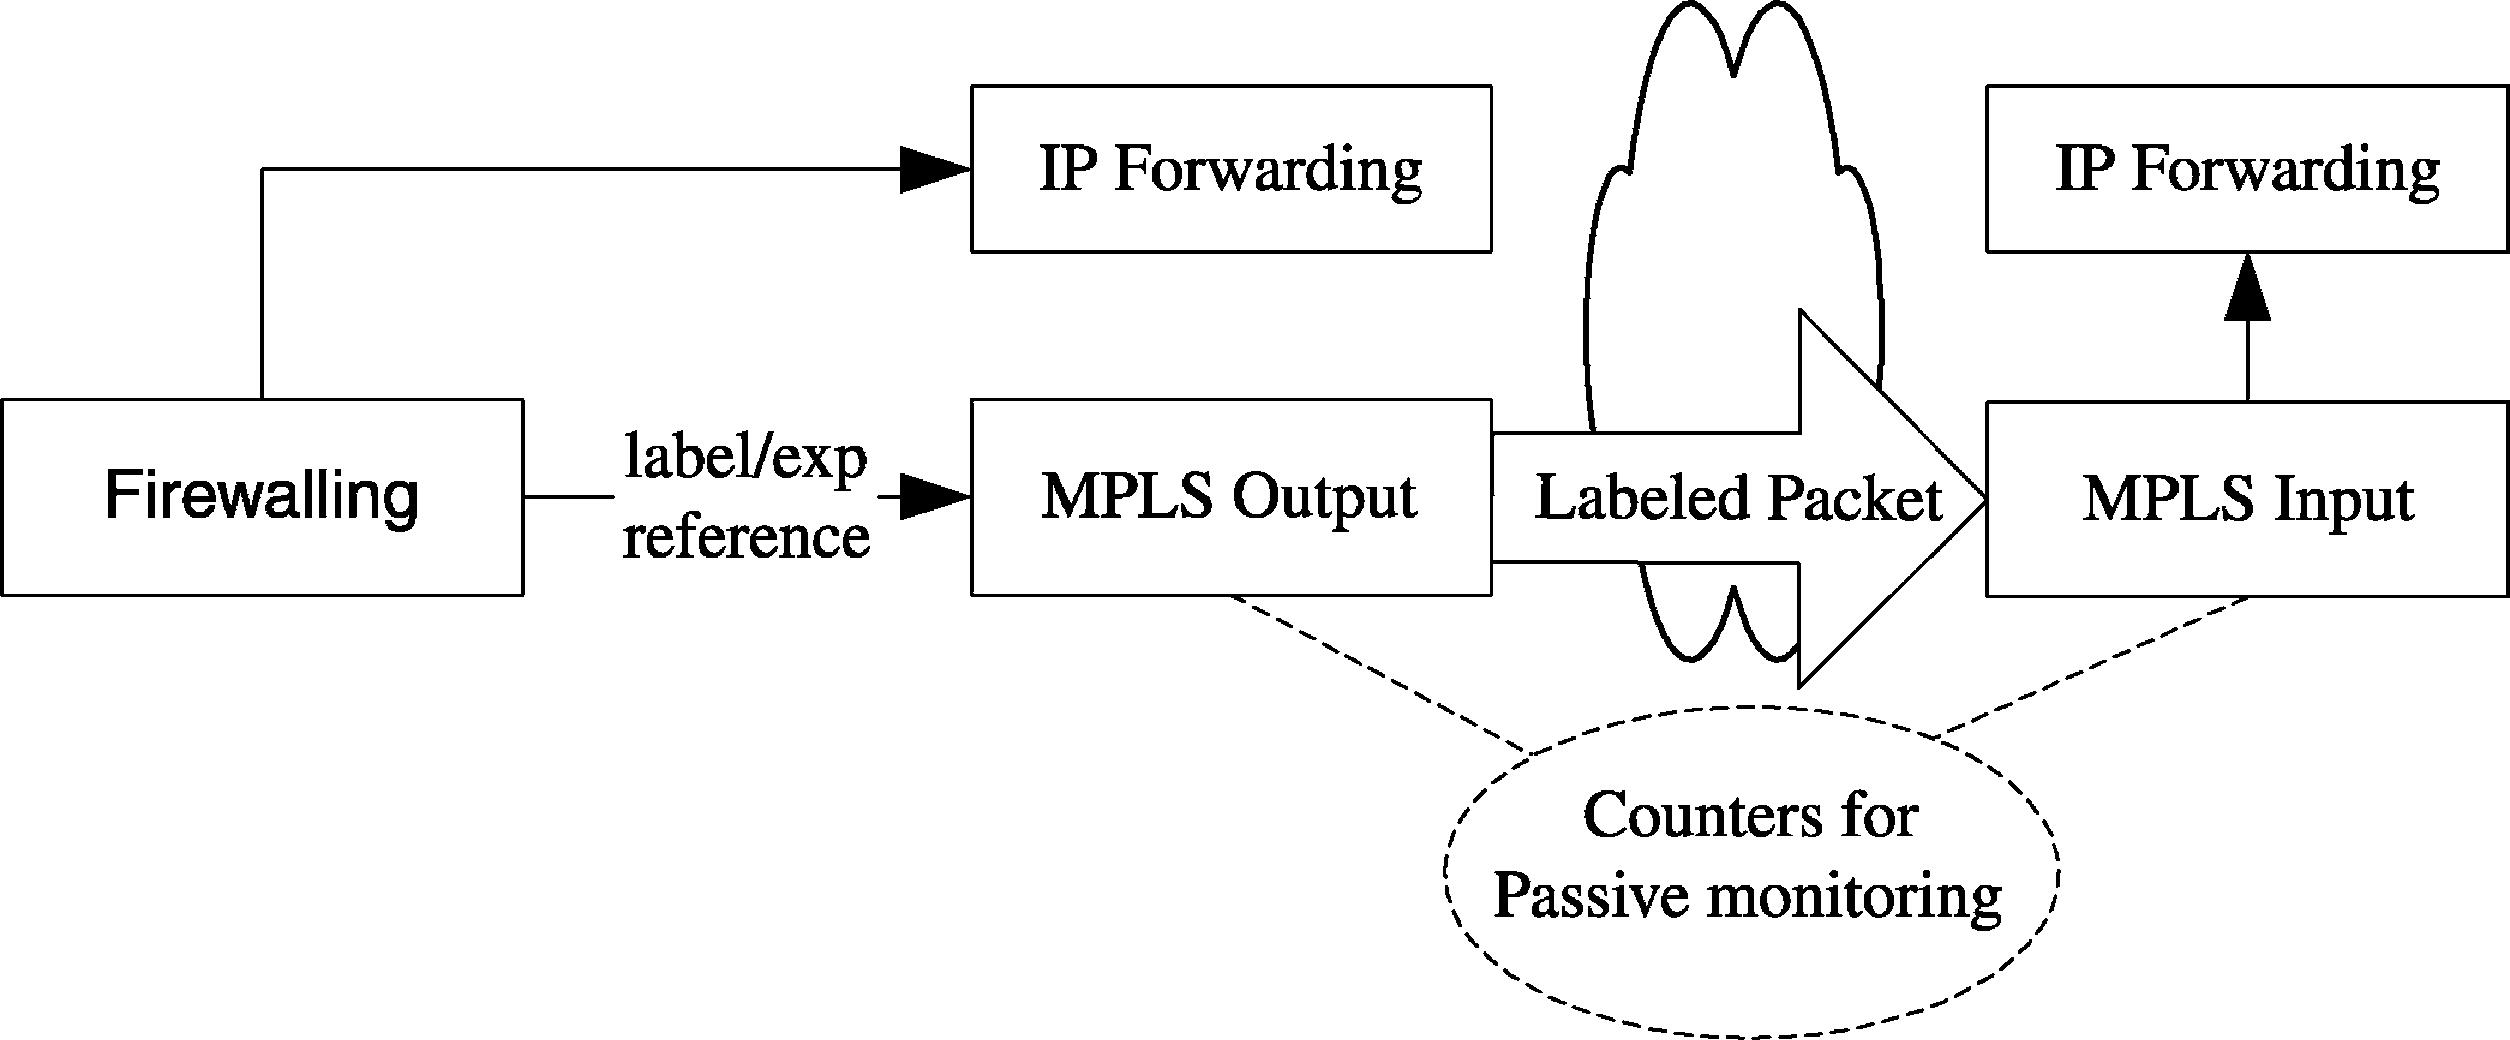 IP Forwarding
IP Forwarding
Firewalling
label/exp
reference
MPLS Output
Labeled Packet
MPLS Input
Counters for
Passive monitoring